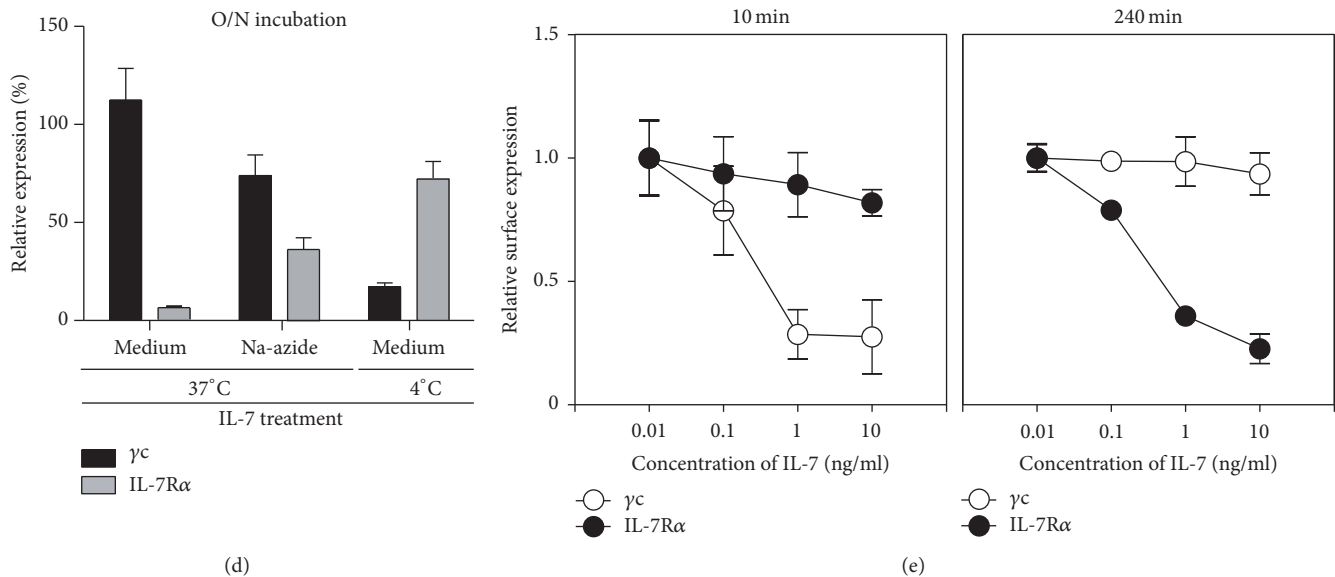 O/N incubation
Relative expression (%)
150
100
50
0
Medium Na-azide Medium
37°C 4°C
IL-7 treatment
γc
IL-7Rα
(d)
10 min 240 min
Relative surface expression
1.5
1.0
0.5
0
0.01 0.1 1 10 0.01 0.1 1 10
Concentration of IL-7 (ng/ml) Concentration of IL-7 (ng/ml)
γc γc
IL-7Rα IL-7Rα
(e)